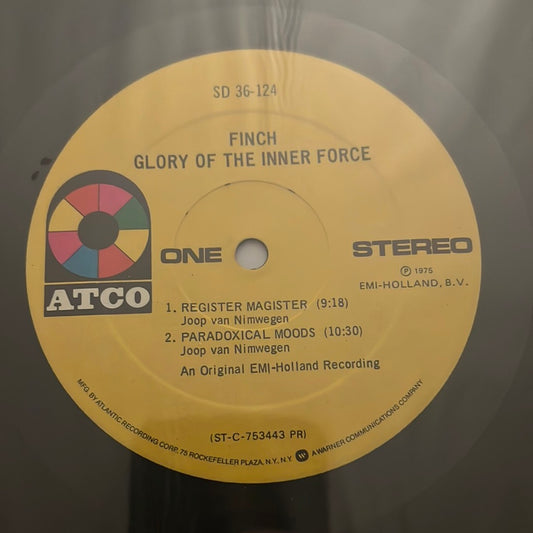 SD 36-124
FINCH
GLORY OF THE INNER FORCE
ATCO
ONE
STEREO
Ⓟ 1975
EMI-HOLLAND, B.V.
1. REGISTER MAGISTER (9:18)
Joop van Nimwegen
2. PARADOXICAL MOODS (10:30)
Joop van Nimwegen
An Original EMI-Holland Recording
(ST-C-753443 PR)
MFG. BY ATLANTIC RECORDING CORP., 75 ROCKEFELLER PLAZA, N.Y., N.Y. W A WARNER COMMUNICATIONS COMPANY